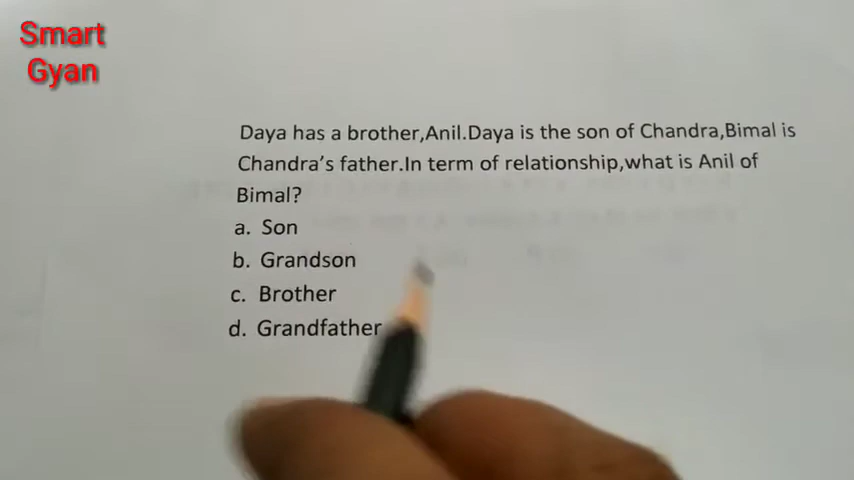 Smart
Gyan
Daya has a brother,Anil.Daya is the son of Chandra,Bimal is
Chandra's father.In term of relationship,what is Anil of
Bimal?
a. Son
b. Grandson
c. Brother
d. Grandfather